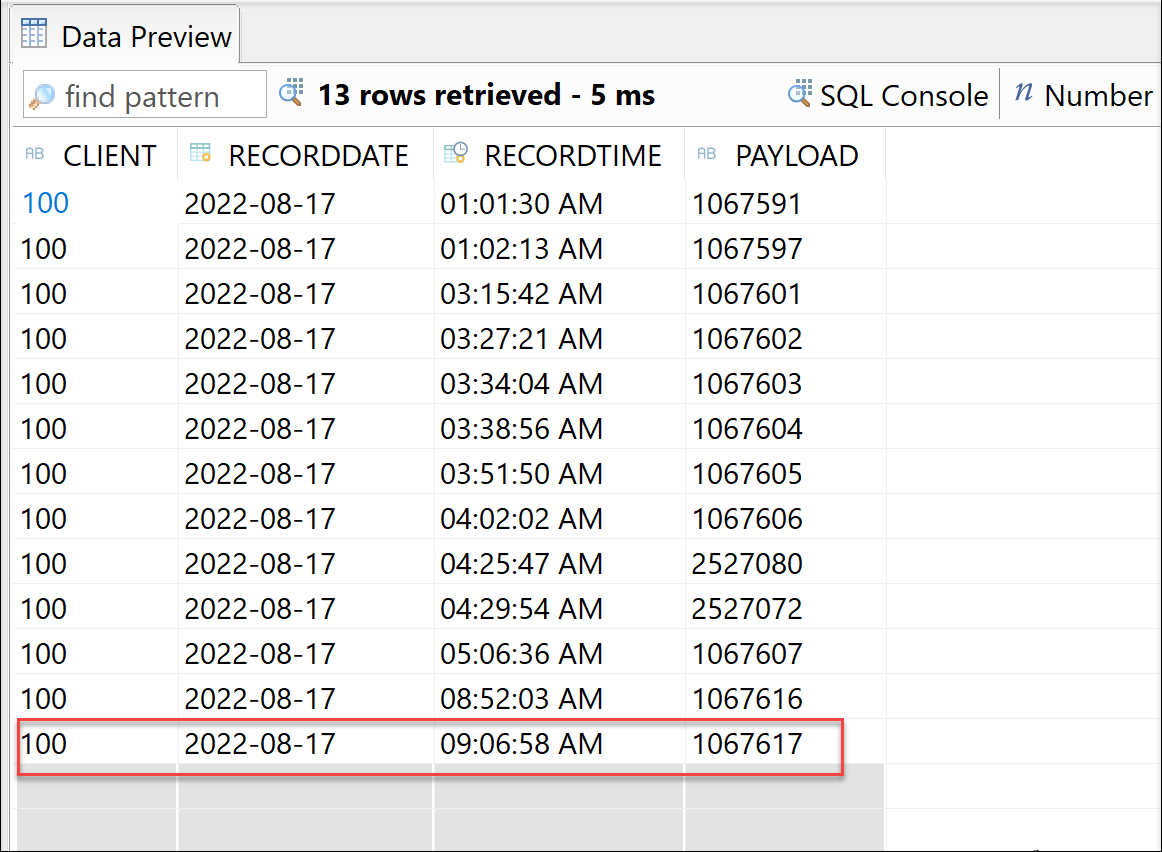 Data Preview
find pattern 13 rows retrieved - 5 ms SQL Console n Number
AB CLIENT RECORDDATE RECORDTIME AB PAYLOAD
100 2022-08-17 01:01:30 AM 1067591
100 2022-08-17 01:02:13 AM 1067597
100 2022-08-17 03:15:42 AM 1067601
100 2022-08-17 03:27:21 AM 1067602
100 2022-08-17 03:34:04 AM 1067603
100 2022-08-17 03:38:56 AM 1067604
100 2022-08-17 03:51:50 AM 1067605
100 2022-08-17 04:02:02 AM 1067606
100 2022-08-17 04:25:47 AM 2527080
100 2022-08-17 04:29:54 AM 2527072
100 2022-08-17 05:06:36 AM 1067607
100 2022-08-17 08:52:03 AM 1067616
100 2022-08-17 09:06:58 AM 1067617